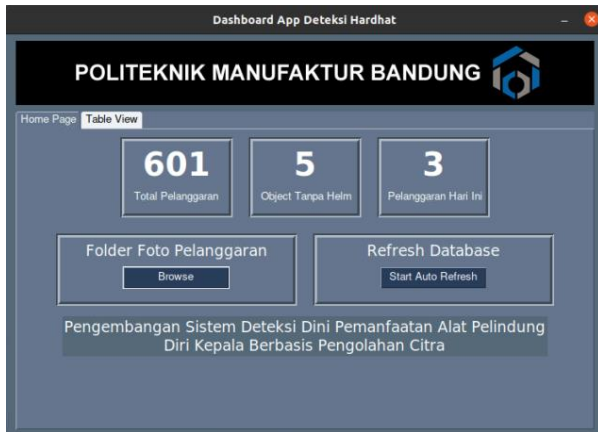 Dashboard App Deteksi Hardhat
POLITEKNIK MANUFAKTUR BANDUNG
Home Page Table View
601 5 3
Total Pelanggaran Object Tanpa Helm Pelanggaran Hari Ini
Folder Foto Pelanggaran Refresh Database
Browse Start Auto Refresh
Pengembangan Sistem Deteksi Dini Pemanfaatan Alat Pelindung
Diri Kepala Berbasis Pengolahan Citra